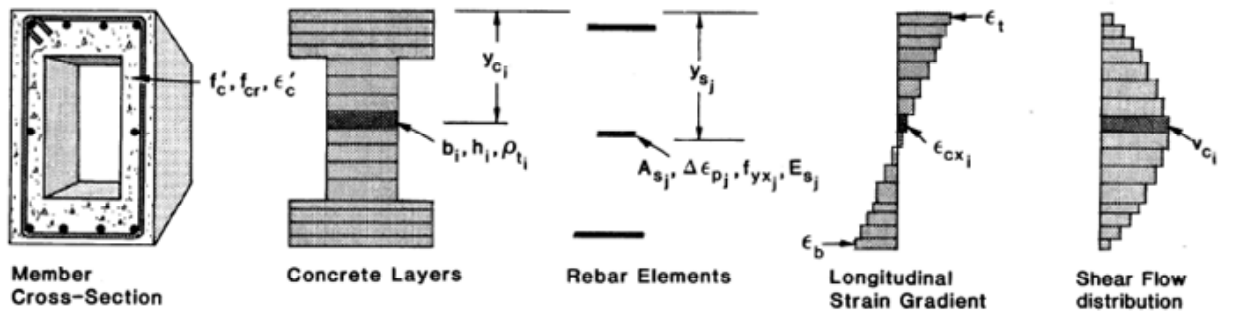 f'c, fcr, ϵ'c
yci
bi, hi, ρti
ysj
Asj, Δϵpj, fyxj, Esj
ϵt
ϵcxi
ϵb
vci
Member
Cross-Section
Concrete Layers
Rebar Elements
Longitudinal
Strain Gradient
Shear Flow
distribution